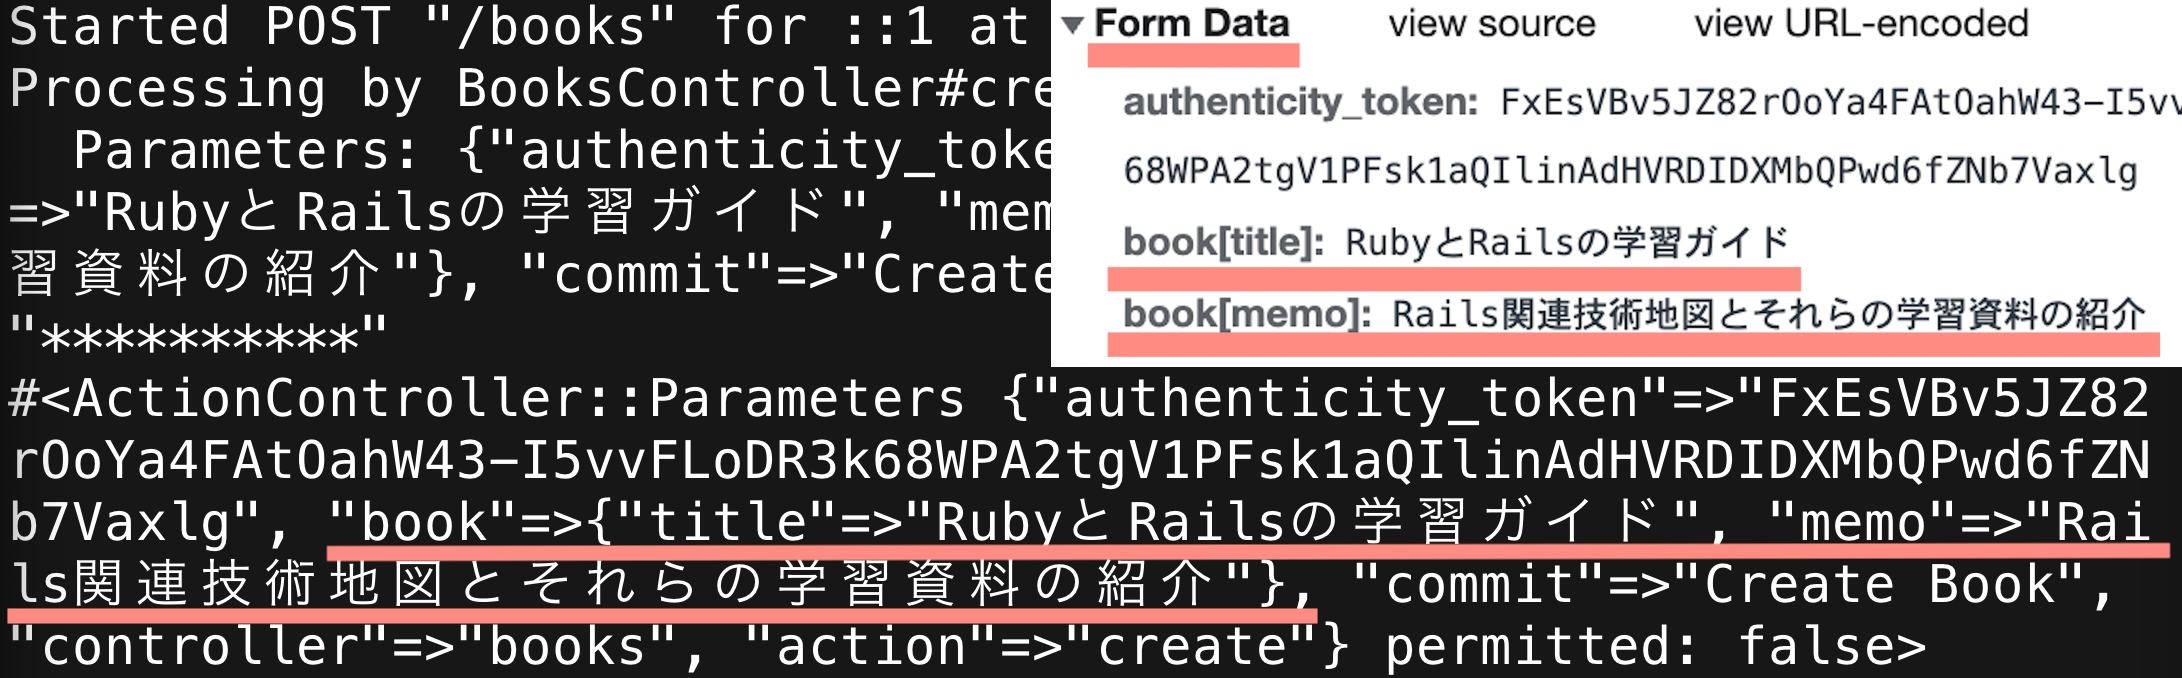 Started POST "/books" for ::1 at
Processing by BooksController#cre
Parameters: {"authenticity_toke
=>"RubyとRailsの学習ガイド", "mem
習資料の紹介"}, "commit"=>"Create
"**********"
#<ActionController::Parameters {"authenticity_token"=>"FxEsVBv5JZ82
rOoYa4FAtOahW43-I5vvFLoDR3k68WPA2tgV1PFsk1aQIlinAdHVRDIDXMbQPwd6fZN
b7Vaxlg", "book"=>{"title"=>"RubyとRailsの学習ガイド", "memo"=>"Rai
ls関連技術地図とそれらの学習資料の紹介"}, "commit"=>"Create Book",
"controller"=>"books", "action"=>"create"} permitted: false>
Form Data view source view URL-encoded
authenticity_token: FxEsVBv5JZ82rOoYa4FAtOahW43-I5vv
68WPA2tgV1PFsk1aQIlinAdHVRDIDXMbQPwd6fZNb7Vaxlg
book[title]: RubyとRailsの学習ガイド
book[memo]: Rails関連技術地図とそれらの学習資料の紹介